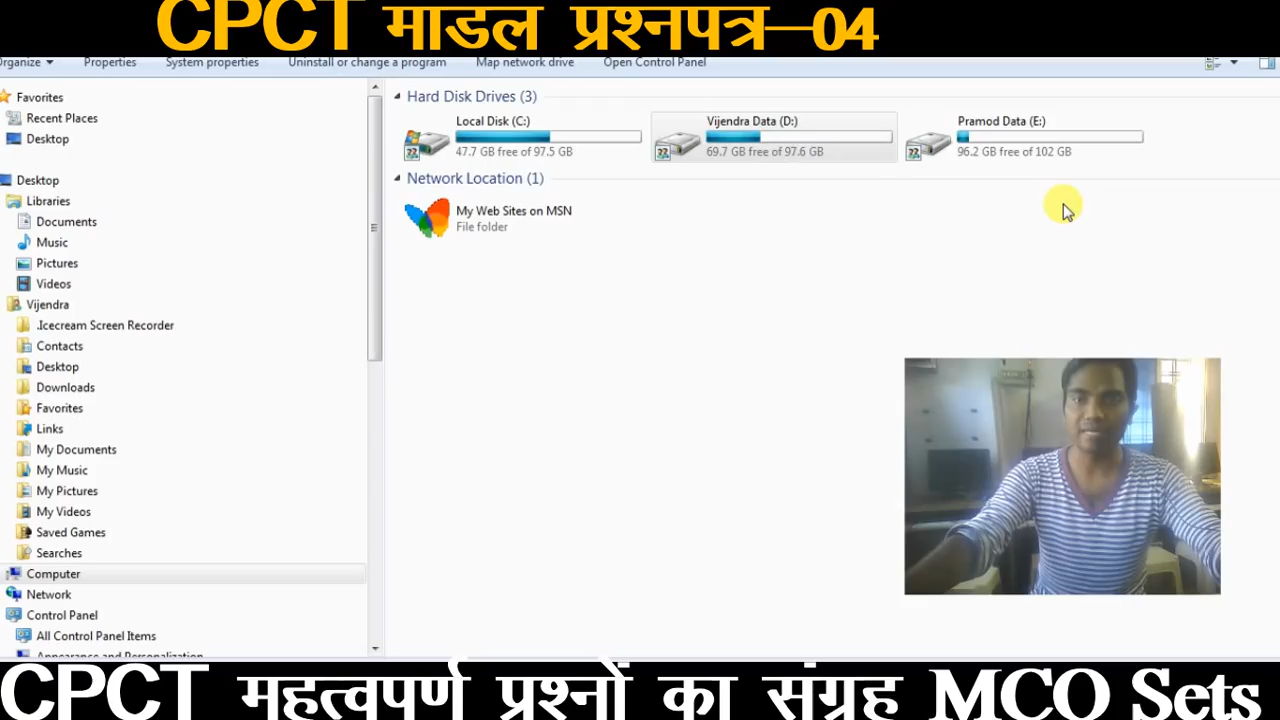 CPCT माडल प्रश्नपत्र—04
Organize Properties System properties Uninstall or change a program Map network drive Open Control Panel
Favorites
Recent Places
Desktop
Desktop
Libraries
Documents
Music
Pictures
Videos
Vijendra
.Icecream Screen Recorder
Contacts
Desktop
Downloads
Favorites
Links
My Documents
My Music
My Pictures
My Videos
Saved Games
Searches
Computer
Network
Control Panel
All Control Panel Items
Appearance and Personalization
Hard Disk Drives (3)
Local Disk (C:)
47.7 GB free of 97.5 GB
Vijendra Data (D:)
69.7 GB free of 97.6 GB
Pramod Data (E:)
96.2 GB free of 102 GB
Network Location (1)
My Web Sites on MSN
File folder
CPCT महत्वपर्ण प्रश्नों का संग्रह MCQ Sets